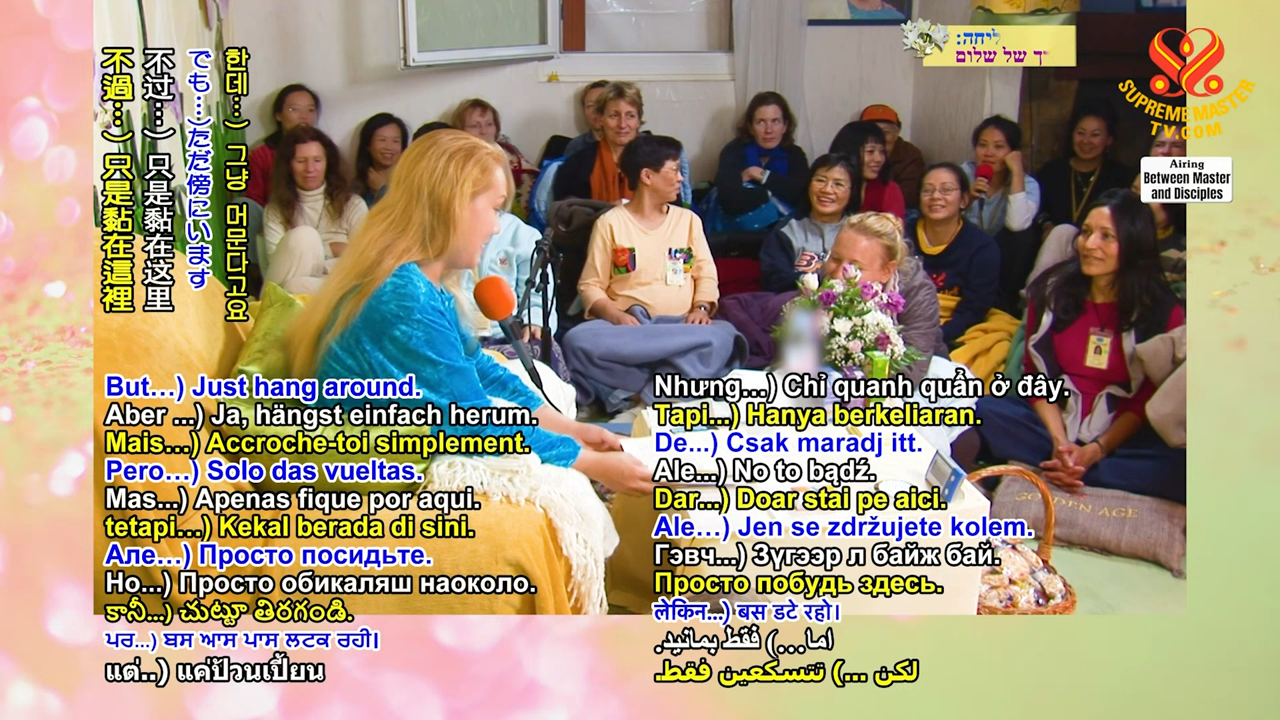 한데…) 그냥 머문다고요
でも…)ただ傍にいます
不过…) 只是黏在这里
不過…) 只是黏在這裡
ליחה:
ך של שלום
SUPREME MASTER
TV.COM
Airing
Between Master
and Disciples
But…) Just hang around.
Aber ...) Ja, hängst einfach herum.
Mais...) Accroche-toi simplement.
Pero…) Solo das vueltas.
Mas...) Apenas fique por aqui.
tetapi...) Kekal berada di sini.
Але…) Просто посидьте.
Но...) Просто обикаляш наоколо.
కానీ...) చుట్టూ తిరగండి.
ਪਰ...) ਬਸ ਆਸ ਪਾਸ ਲਟਕ ਰਹੀ।
แต่..) แค่ป้วนเปี้ยน
Nhưng...) Chỉ quanh quẩn ở đây.
Tapi...) Hanya berkeliaran.
De...) Csak maradj itt.
Ale...) No to bądź.
Dar...) Doar stai pe aici.
Ale…) Jen se zdržujete kolem.
Гэвч...) Зүгээр л байж бай.
Просто побудь здесь.
लेकिन...) बस डटे रहो।
اما...) فقط بمانید.
لكن ...) تتسكعين فقط.
GOLDEN AGE